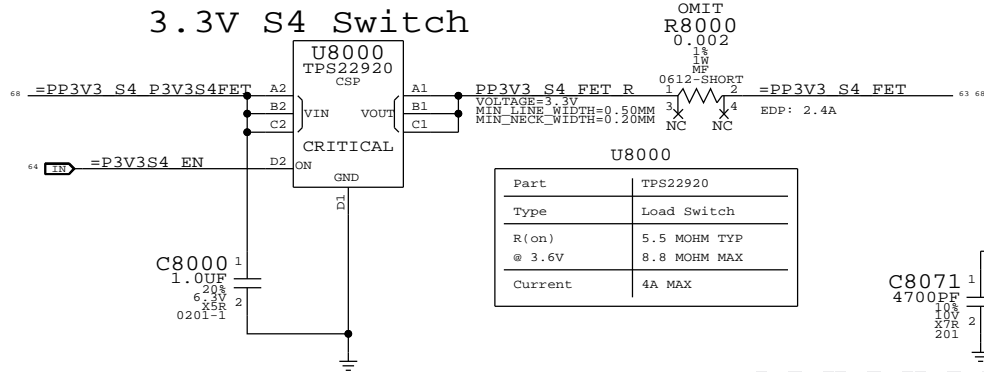 3.3V S4 Switch
U8000
TPS22920
CSP
68 =PP3V3_S4_P3V3S4FET
A2
B2
C2
VIN
VOUT
A1
B1
C1
CRITICAL
64 IN =P3V3S4_EN
D2
ON
GND
D1
PP3V3_S4_FET_R
VOLTAGE=3.3V
MIN_LINE_WIDTH=0.50MM
MIN_NECK_WIDTH=0.20MM
OMIT
R8000
0.002
1%
1W
MF
0612-SHORT
1
2
3
4
NC
NC
=PP3V3_S4_FET
63 68
EDP: 2.4A
C8000
1
1.0UF
20%
6.3V
2
X5R
0201-1
U8000
Part TPS22920
Type Load Switch
R(on) 5.5 MOHM TYP
@ 3.6V 8.8 MOHM MAX
Current 4A MAX
C8071
1
4700PF
10%
10V
2
X7R
201